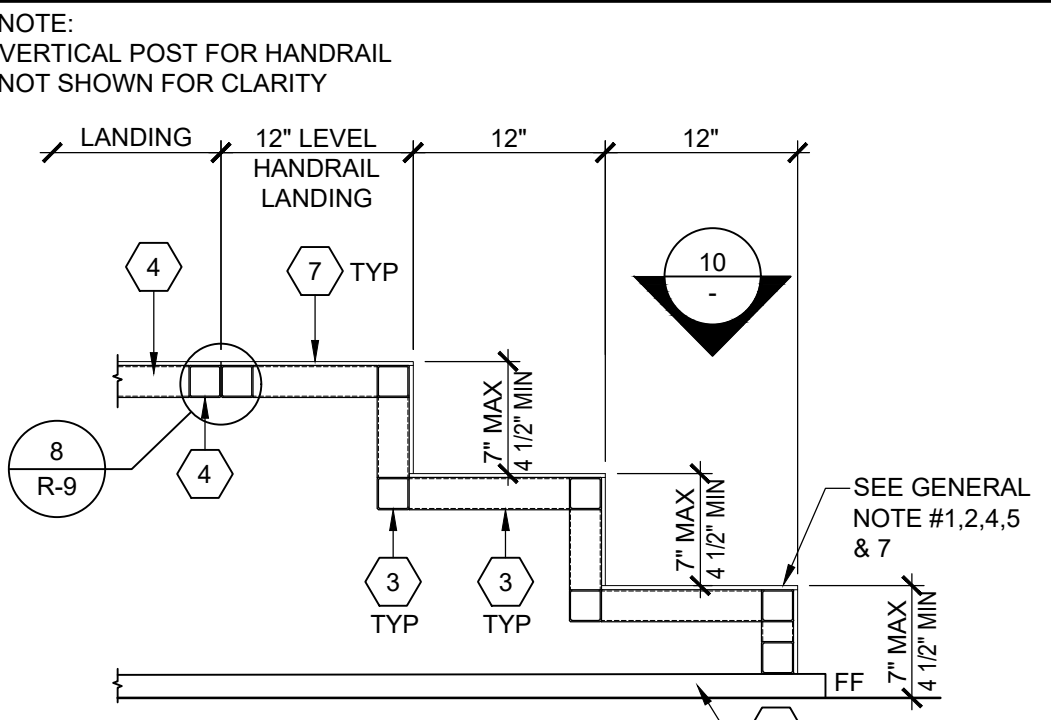 NOTE:
VERTICAL POST FOR HANDRAIL
NOT SHOWN FOR CLARITY
LANDING
12" LEVEL
HANDRAIL
LANDING
12"
12"
4
7 TYP
10
-
7" MAX
4 1/2" MIN
8
R-9
4
7" MAX
4 1/2" MIN
SEE GENERAL
NOTE #1,2,4,5
& 7
3
TYP
3
TYP
7" MAX
4 1/2" MIN
FF